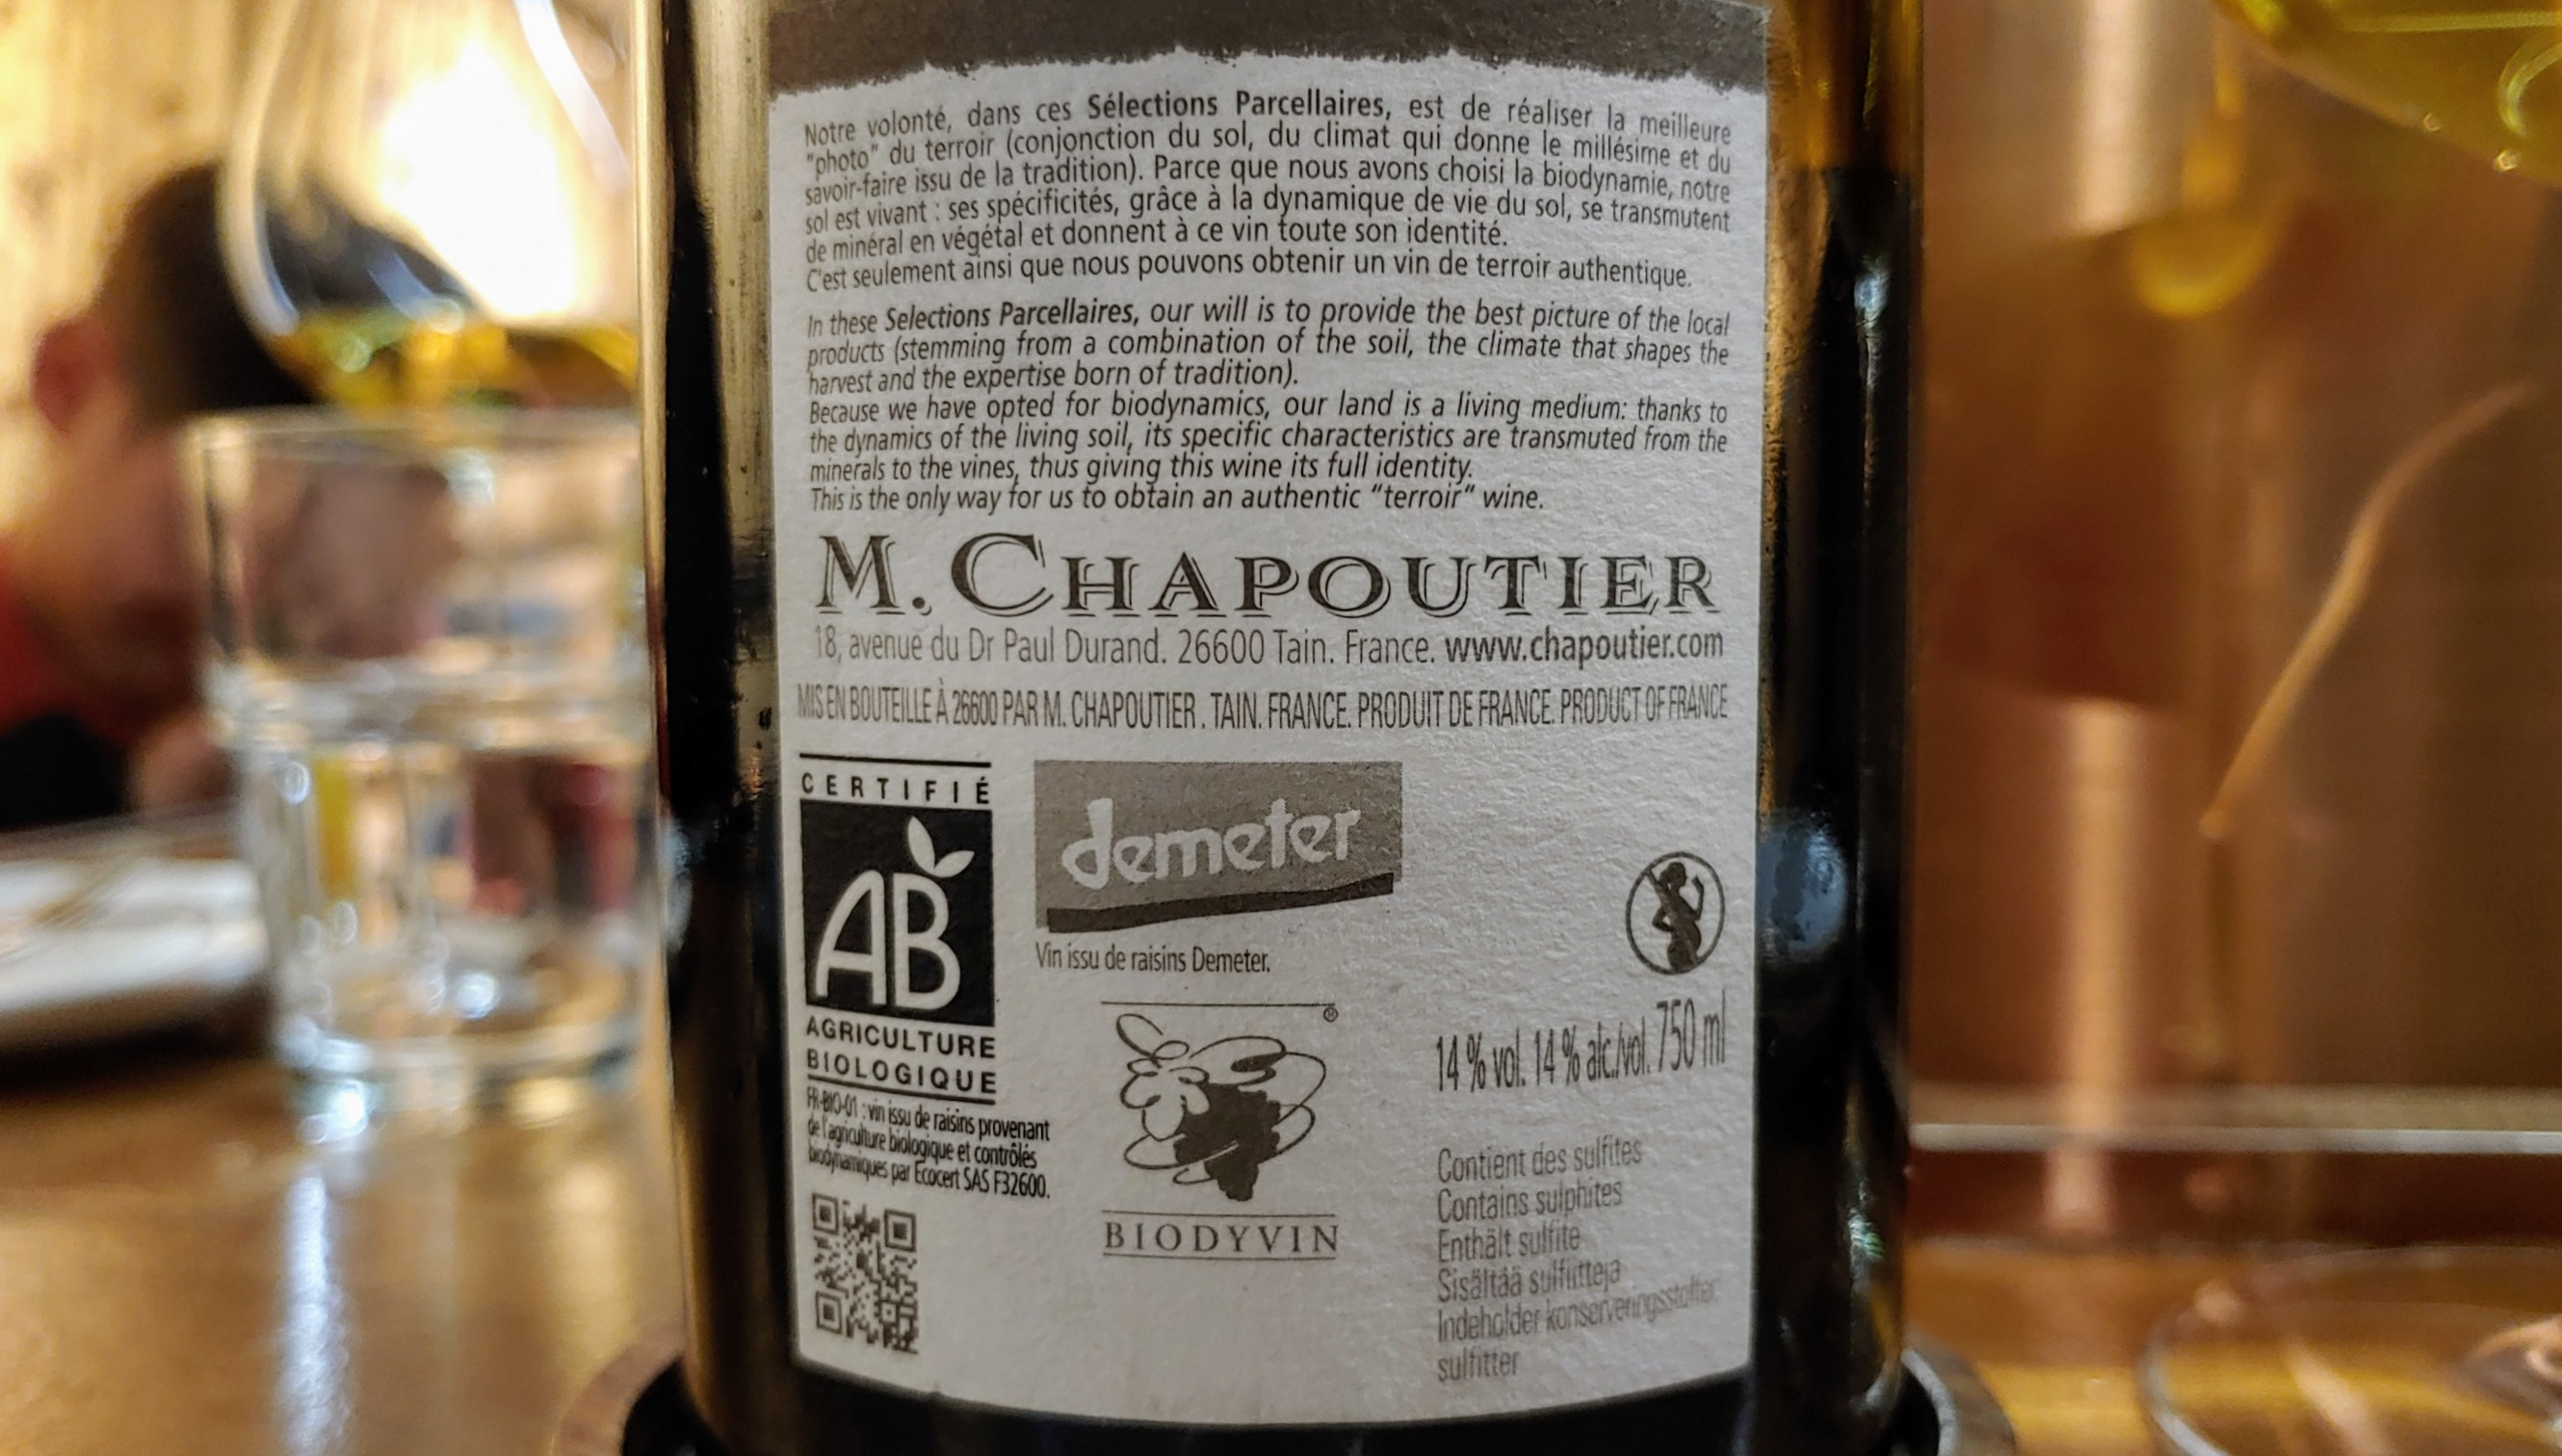 Notre volonté, dans ces Sélections Parcellaires, est de réaliser la meilleure
"photo" du terroir (conjonction du sol, du climat qui donne le millésime et du
savoir-faire issu de la tradition). Parce que nous avons choisi la biodynamie, notre
sol est vivant : ses spécificités, grâce à la dynamique de vie du sol, se transmutent
de minéral en végétal et donnent à ce vin toute son identité.
C'est seulement ainsi que nous pouvons obtenir un vin de terroir authentique.
In these Selections Parcellaires, our will is to provide the best picture of the local
products (stemming from a combination of the soil, the climate that shapes the
harvest and the expertise born of tradition).
Because we have opted for biodynamics, our land is a living medium: thanks to
the dynamics of the living soil, its specific characteristics are transmuted from the
minerals to the vines, thus giving this wine its full identity.
This is the only way for us to obtain an authentic "terroir" wine.
M. CHAPOUTIER
18, avenue du Dr Paul Durand. 26600 Tain. France. www.chapoutier.com
MIS EN BOUTEILLE À 26600 PAR M. CHAPOUTIER . TAIN. FRANCE. PRODUIT DE FRANCE. PRODUCT OF FRANCE
CERTIFIÉ
AB
AGRICULTURE
BIOLOGIQUE
FR-BIO-01 : vin issu de raisins provenant
de l'agriculture biologique et contrôlés
biodynamiques par Ecocert SAS F32600.
demeter
Vin issu de raisins Demeter.
®
BIODYVIN
14 % vol. 14 % alc./vol. 750 ml
Contient des sulfites
Contains sulphites
Enthält sulfite
Sisältää sulfiitteja
Indeholder konserveringsstoffer
sulfitter